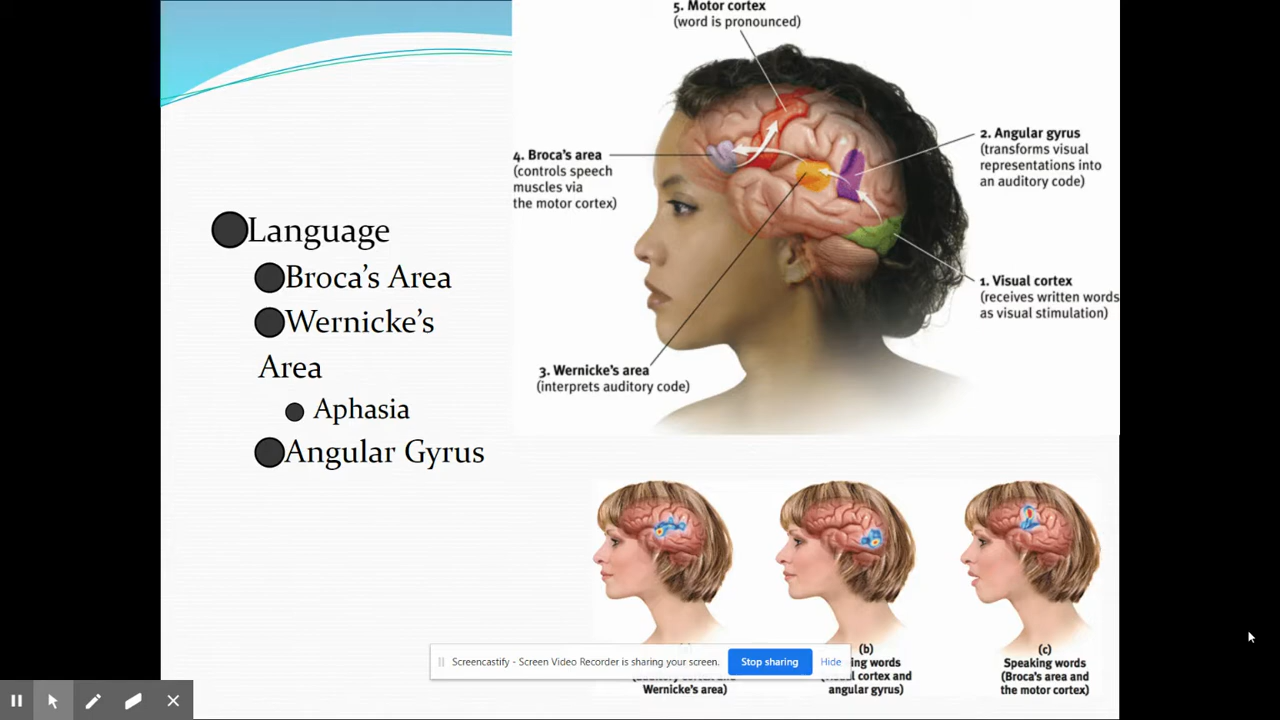 Language
Broca's Area
Wernicke's
Area
Aphasia
Angular Gyrus
5. Motor cortex
(word is pronounced)
2. Angular gyrus
(transforms visual
representations into
an auditory code)
4. Broca's area
(controls speech
muscles via
the motor cortex)
1. Visual cortex
(receives written words
as visual stimulation)
3. Wernicke's area
(interprets auditory code)
Wernicke's area)
(b)
words
cortex and
angular gyrus)
(c)
Speaking words
(Broca's area and
the motor cortex)
Screencastify - Screen Video Recorder is sharing your screen.
Stop sharing
Hide